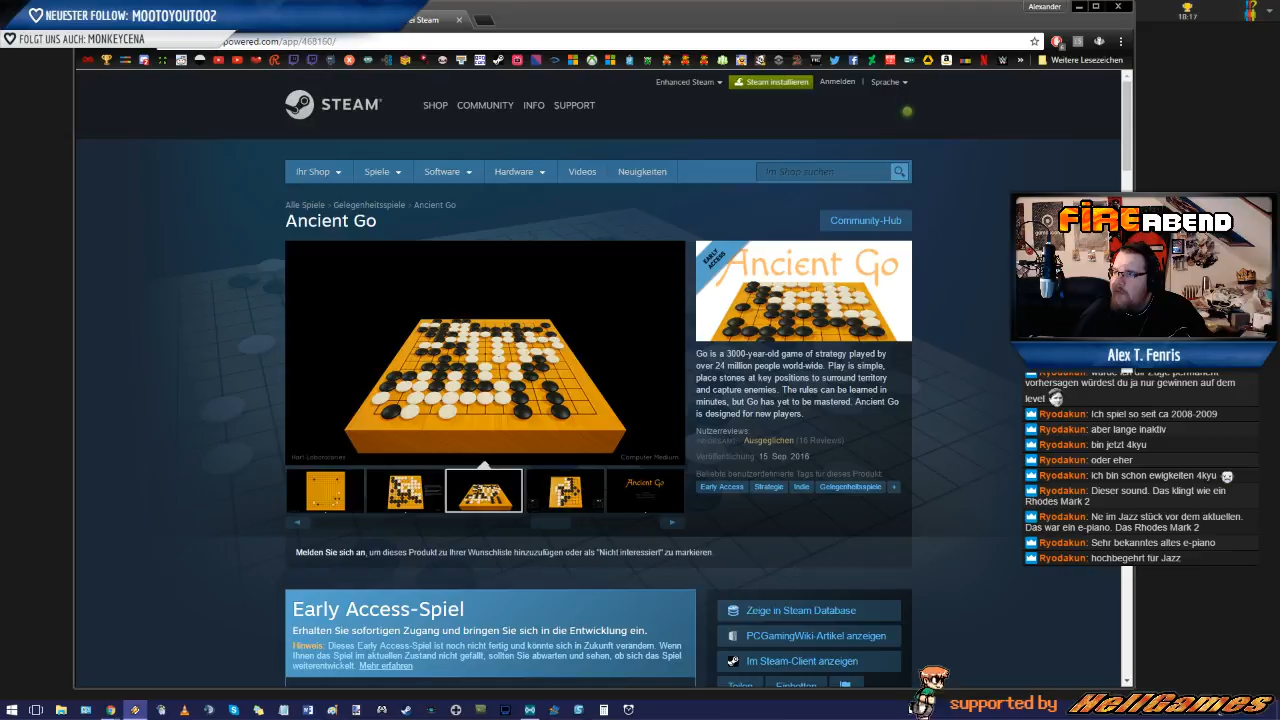 NEUESTER FOLLOW: MOOTOYOUTOO2
FOLGT UNS AUCH: MONKEYCENA
Steam
Alexander
18:17
powered.com/app/468150/
Weitere Lesezeichen
Enhanced Steam
Steam installieren
Anmelden
Sprache
STEAM
SHOP COMMUNITY INFO SUPPORT
Ihr Shop Spiele Software Hardware Videos Neuigkeiten
Im Shop suchen
Alle Spiele > Gelegenheitsspiele > Ancient Go
Ancient Go
Community-Hub
EARLY ACCESS
Ancient Go
Computer Medium
Ancient Go
Go is a 3000-year-old game of strategy played by
over 24 million people world-wide. Play is simple,
place stones at key positions to surround territory
and capture enemies. The rules can be learned in
minutes, but Go has yet to be mastered. Ancient Go
is designed for new players.
Nutzerreviews:
Ausgeglichen (16 Reviews)
Veröffentlichung: 15. Sep. 2016
Beliebte benutzerdefinierte Tags für dieses Produkt:
Early Access Strategie Indie Gelegenheitsspiele +
Melden Sie sich an, um dieses Produkt zu Ihrer Wunschliste hinzuzufügen oder als "Nicht interessiert" zu markieren.
Early Access-Spiel
Erhalten Sie sofortigen Zugang und bringen Sie sich in die Entwicklung ein.
Hinweis: Dieses Early Access-Spiel ist noch nicht fertig und könnte sich in Zukunft verändern. Wenn
Ihnen das Spiel im aktuellen Zustand nicht gefällt, sollten Sie abwarten und sehen, ob sich das Spiel
weiterentwickelt. Mehr erfahren
Zeige in Steam Database
PCGamingWiki-Artikel anzeigen
Im Steam-Client anzeigen
Teilen Einbetten
FIREABEND
Alex T. Fenris
vorhersagen würdest du ja nur gewinnen auf dem
level
Ryodakun: Ich spiel so seit ca 2008-2009
Ryodakun: aber lange inaktiv
Ryodakun: bin jetzt 4kyu
Ryodakun: oder eher
Ryodakun: ich bin schon ewigkeiten 4kyu
Ryodakun: Dieser sound. Das klingt wie ein
Rhodes Mark 2
Ryodakun: Ne im Jazz stück vor dem aktuellen.
Das war ein e-piano. Das Rhodes Mark 2
Ryodakun: Sehr bekanntes altes e-piano
Ryodakun: hochbegehrt für Jazz
supported by HellGames